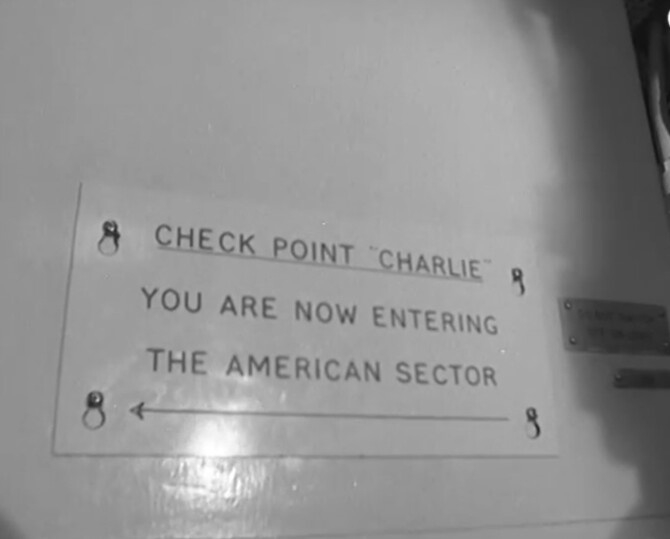 CHECK POINT "CHARLIE"
YOU ARE NOW ENTERING
THE AMERICAN SECTOR